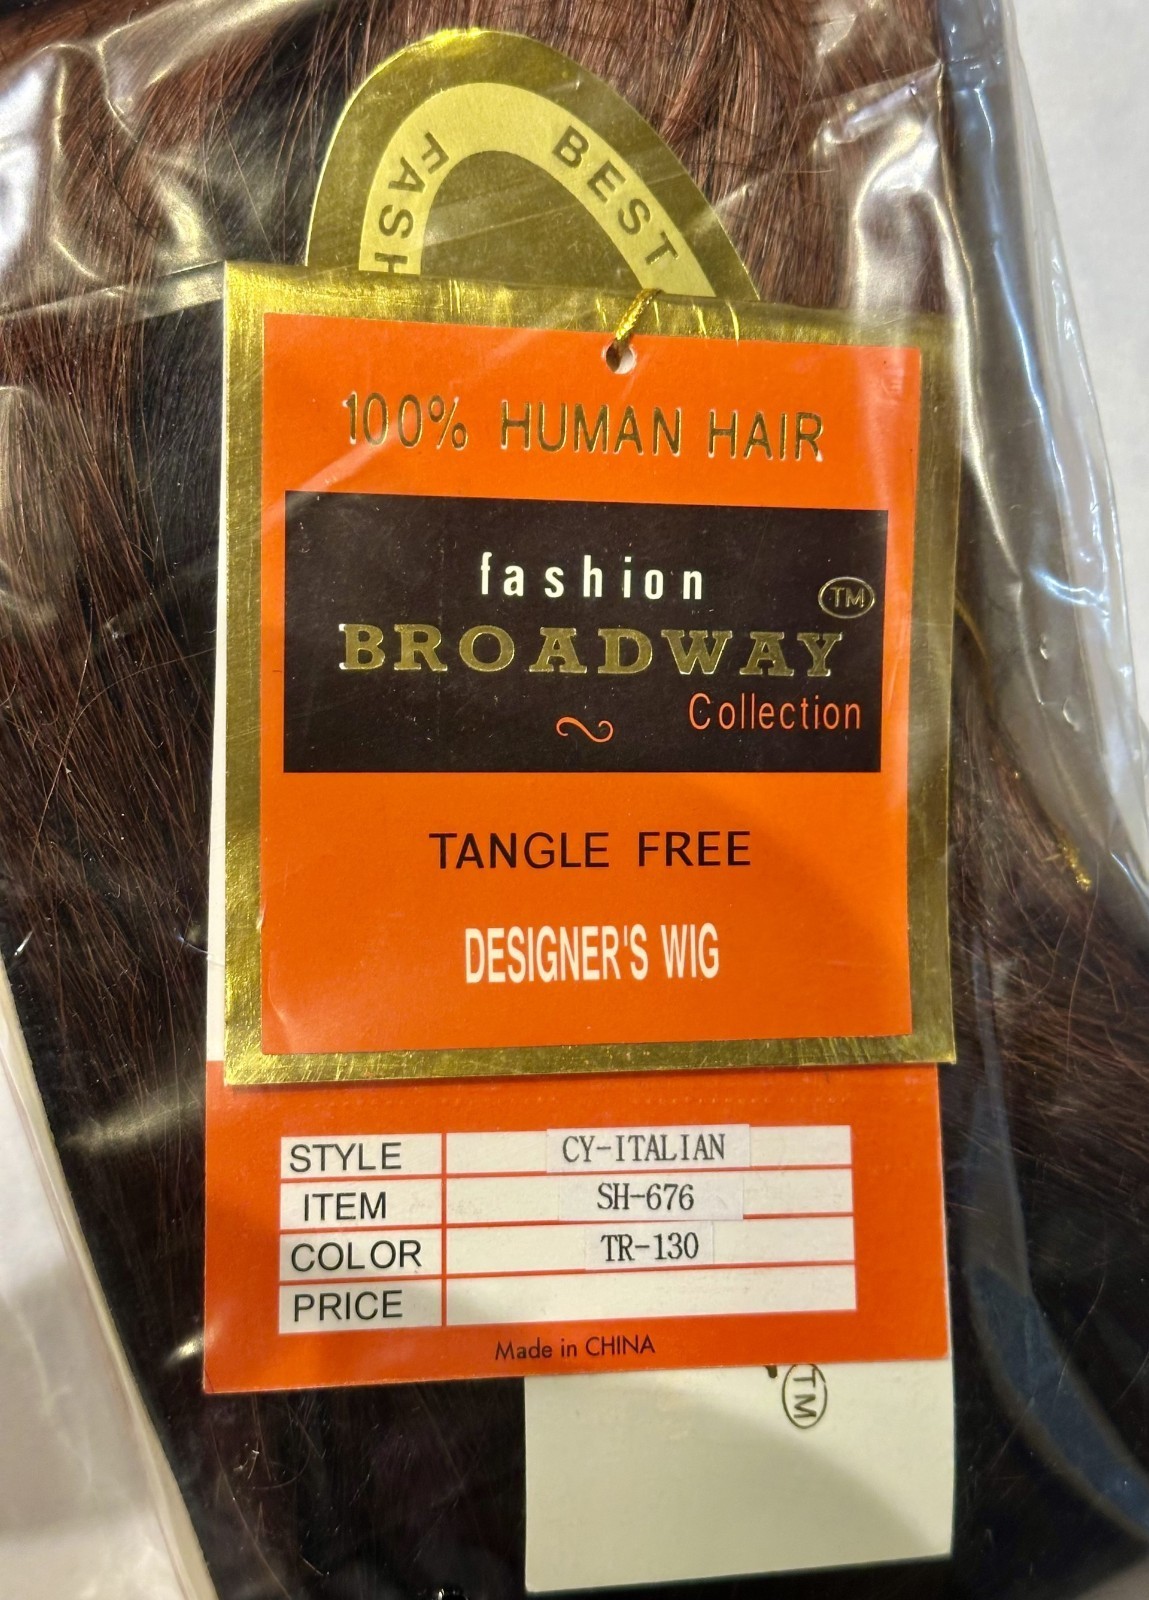 BEST
FASH
100% HUMAN HAIR
fashion
BROADWAY TM
Collection
TANGLE FREE
DESIGNER'S WIG
STYLE CY-ITALIAN
ITEM SH-676
COLOR TR-130
PRICE
Made in CHINA
TM